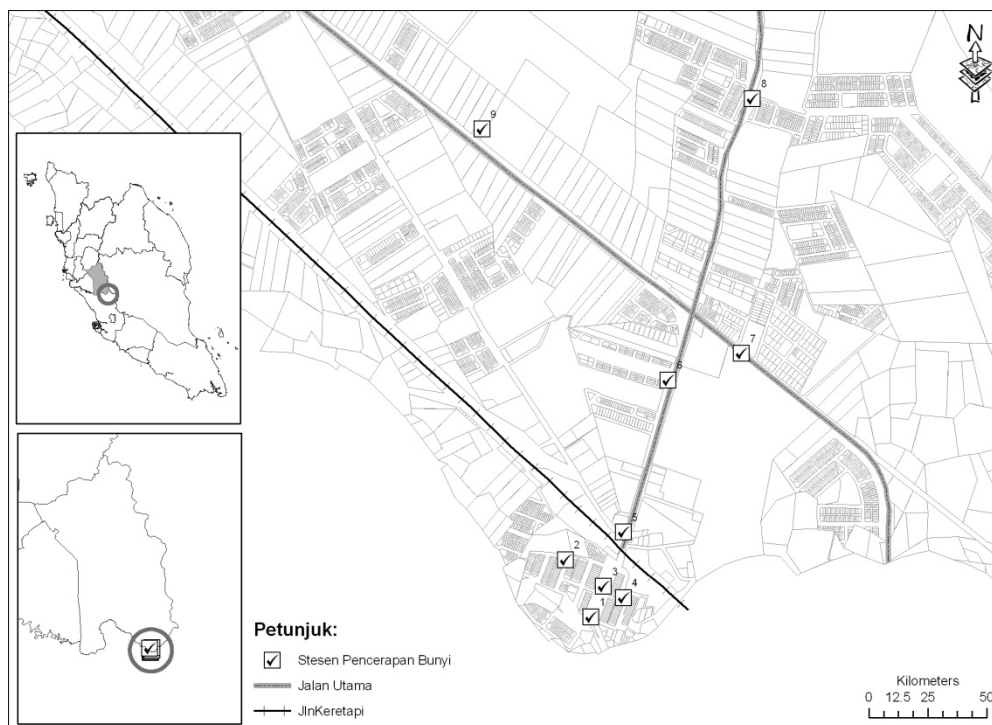 N
8
9
7
6
5
2
3
4
1
Petunjuk:
Stesen Pencerapan Bunyi
Jalan Utama
JlnKeretapi
Kilometers
0 12.5 25 50